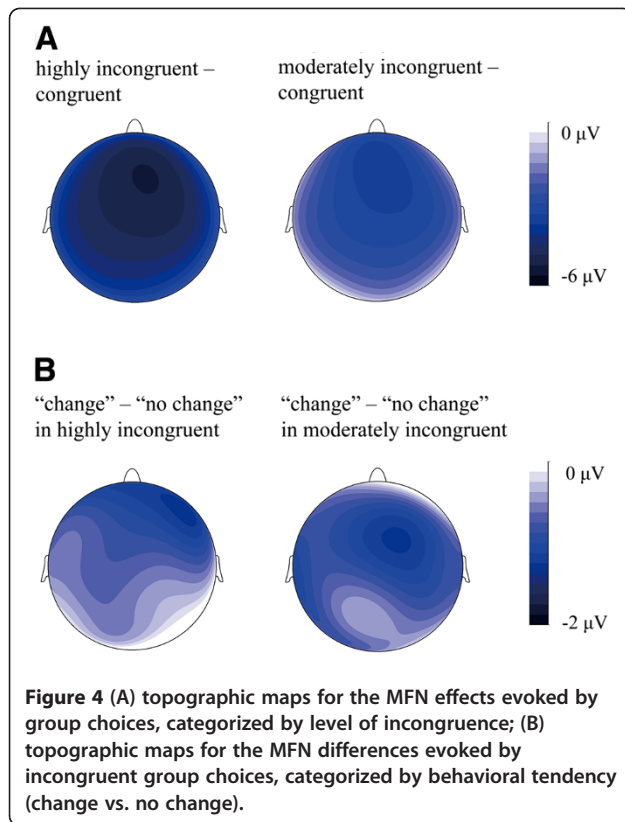 A
highly incongruent –
congruent
moderately incongruent –
congruent
0 µV
-6 µV
B
“change” – “no change”
in highly incongruent
“change” – “no change”
in moderately incongruent
0 µV
-2 µV
Figure 4 (A) topographic maps for the MFN effects evoked by
group choices, categorized by level of incongruence; (B)
topographic maps for the MFN differences evoked by
incongruent group choices, categorized by behavioral tendency
(change vs. no change).